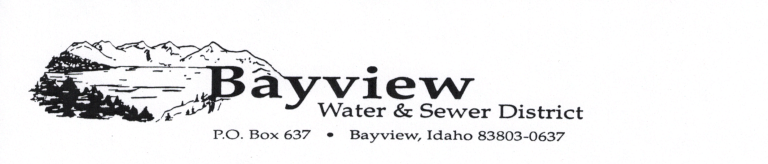 Bayview
Water & Sewer District
P.O. Box 637 • Bayview, Idaho 83803-0637